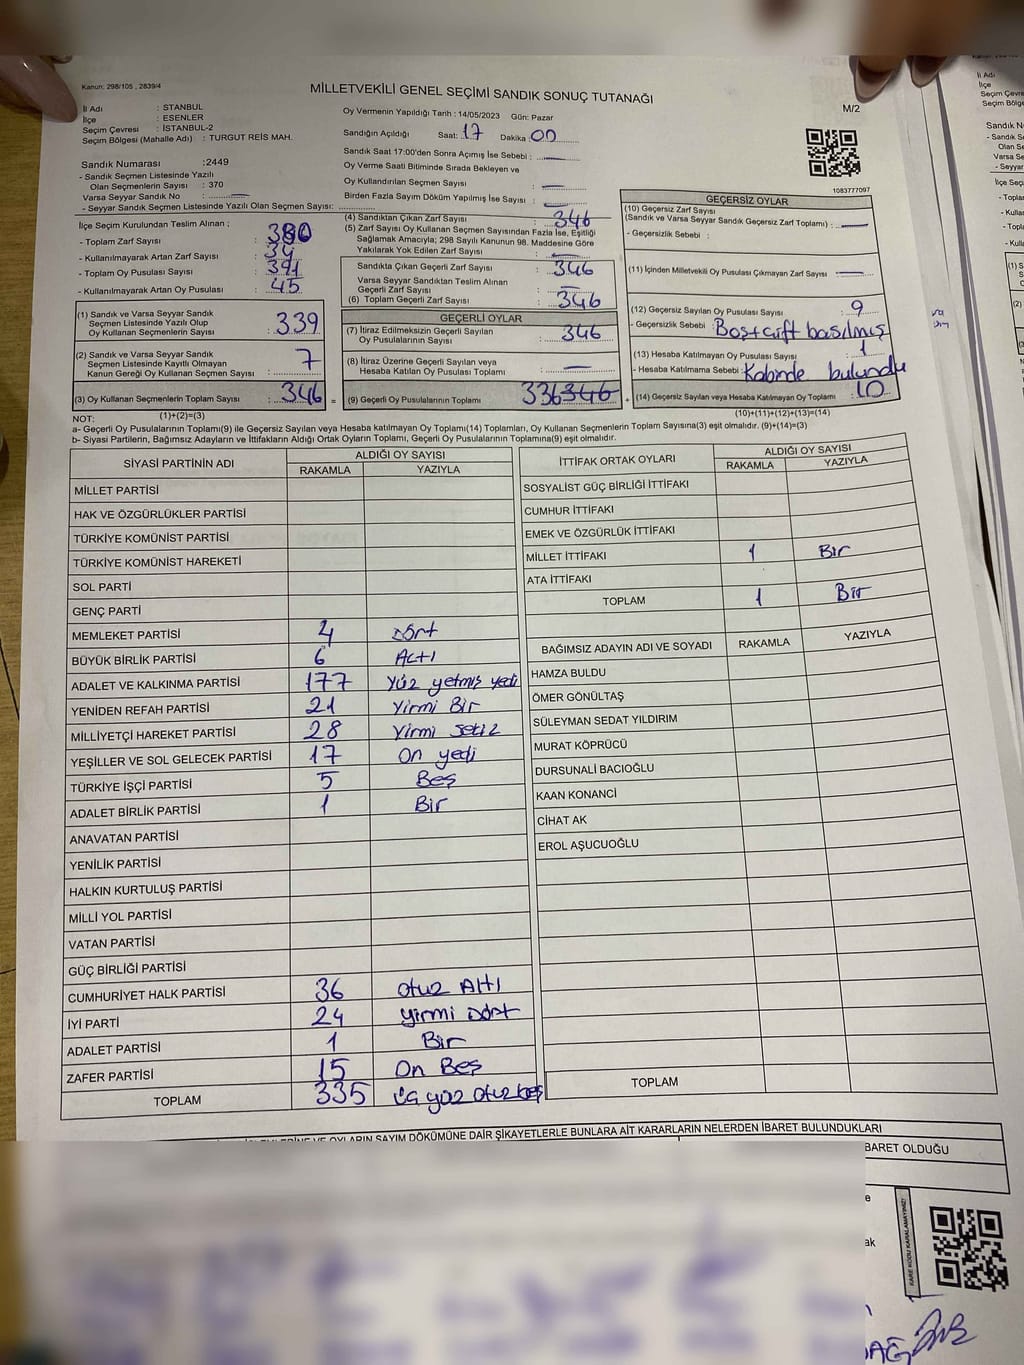 Kanun: 298/105 , 2839/4
MİLLETVEKİLİ GENEL SEÇİMİ SANDIK SONUÇ TUTANAĞI
M/2
İl Adı : STANBUL
İlçe : ESENLER
Seçim Çevresi : İSTANBUL-2
Seçim Bölgesi (Mahalle Adı) : TURGUT REİS MAH.
Sandık Numarası :2449
- Sandık Seçmen Listesinde Yazılı
Olan Seçmenlerin Sayısı : 370
Varsa Seyyar Sandık No : —
- Seyyar Sandık Seçmen Listesinde Yazılı Olan Seçmen Sayısı:
Oy Vermenin Yapıldığı Tarih : 14/05/2023 Gün: Pazar
Sandığın Açıldığı Saat: 17 Dakika 00
Sandık Saat 17:00'den Sonra Açımış İse Sebebi : —
Oy Verme Saati Bitiminde Sırada Bekleyen ve
Oy Kullandırılan Seçmen Sayısı : —
Birden Fazla Sayım Döküm Yapılmış İse Sayısı : —
1083777097
İlçe Seçim Kurulundan Teslim Alınan ;
- Toplam Zarf Sayısı : 380
- Kullanılmayarak Artan Zarf Sayısı : 34
- Toplam Oy Pusulası Sayısı : 391
- Kullanılmayarak Artan Oy Pusulası : 45
(1) Sandık ve Varsa Seyyar Sandık
Seçmen Listesinde Yazılı Olup
Oy Kullanan Seçmenlerin Sayısı : 339
(2) Sandık ve Varsa Seyyar Sandık
Seçmen Listesinde Kayıtlı Olmayan
Kanun Gereği Oy Kullanan Seçmen Sayısı : 7
(3) Oy Kullanan Seçmenlerin Toplam Sayısı : 346 =
(1)+(2)=(3)
(4) Sandıktan Çıkan Zarf Sayısı : 346
(5) Zarf Sayısı Oy Kullanan Seçmen Sayısından Fazla İse, Eşitliği
Sağlamak Amacıyla; 298 Sayılı Kanunun 98. Maddesine Göre
Yakılarak Yok Edilen Zarf Sayısı : —
Sandıkta Çıkan Geçerli Zarf Sayısı : 346
Varsa Seyyar Sandıktan Teslim Alınan
Geçerli Zarf Sayısı : —
(6) Toplam Geçerli Zarf Sayısı : 346
GEÇERLİ OYLAR
(7) İtiraz Edilmeksizin Geçerli Sayılan
Oy Pusulalarının Sayısı : 346
(8) İtiraz Üzerine Geçerli Sayılan veya
Hesaba Katılan Oy Pusulası Toplamı : —
(9) Geçerli Oy Pusulalarının Toplamı 336 346 +
GEÇERSİZ OYLAR
(10) Geçersiz Zarf Sayısı
(Sandık ve Varsa Seyyar Sandık Geçersiz Zarf Toplamı) : —
- Geçersizlik Sebebi :
(11) İçinden Milletvekili Oy Pusulası Çıkmayan Zarf Sayısı —
(12) Geçersiz Sayılan Oy Pusulası Sayısı : 9
- Geçersizlik Sebebi : Boş+çift basılmış
(13) Hesaba Katılmayan Oy Pusulası Sayısı : 1
- Hesaba Katılmama Sebebi : Kabinde bulundu
(14) Geçersiz Sayılan veya Hesaba Katılmayan Oy Toplamı : 10
(10)+(11)+(12)+(13)=(14)
NOT:
a- Geçerli Oy Pusulaları Toplamı(9) ile Geçersiz Sayılan veya Hesaba katılmayan Oy Toplamı(14) Toplamları, Oy Kullanan Seçmenlerin Toplam Sayısına(3) eşit olmalıdır. (9)+(14)=(3)
b- Siyasi Partilerin, Bağımsız Adayların ve İttifakların Aldığı Ortak Oyların Toplamı, Geçerli Oy Pusulalarının Toplamına(9) eşit olmalıdır.
SİYASİ PARTİNİN ADI ALDIĞI OY SAYISI
RAKAMLA YAZIYLA
MİLLET PARTİSİ
HAK VE ÖZGÜRLÜKLER PARTİSİ
TÜRKİYE KOMÜNİST PARTİSİ
TÜRKİYE KOMÜNİST HAREKETİ
SOL PARTİ
GENÇ PARTİ
MEMLEKET PARTİSİ 4 Dört
BÜYÜK BİRLİK PARTİSİ 6 Altı
ADALET VE KALKINMA PARTİSİ 177 Yüz yetmiş yedi
YENİDEN REFAH PARTİSİ 21 Yirmi Bir
MİLLİYETÇİ HAREKET PARTİSİ 28 Yirmi sekiz
YEŞİLLER VE SOL GELECEK PARTİSİ 17 On yedi
TÜRKİYE İŞÇİ PARTİSİ 5 Beş
ADALET BİRLİK PARTİSİ 1 Bir
ANAVATAN PARTİSİ
YENİLİK PARTİSİ
HALKIN KURTULUŞ PARTİSİ
MİLLİ YOL PARTİSİ
VATAN PARTİSİ
GÜÇ BİRLİĞİ PARTİSİ
CUMHURİYET HALK PARTİSİ 36 Otuz Altı
İYİ PARTİ 24 Yirmi Dört
ADALET PARTİSİ 1 Bir
ZAFER PARTİSİ 15 On Beş
TOPLAM 335 üç yüz otuz beş
İTTİFAK ORTAK OYLARI ALDIĞI OY SAYISI
RAKAMLA YAZIYLA
SOSYALİST GÜÇ BİRLİĞİ İTTİFAKI
CUMHUR İTTİFAKI
EMEK VE ÖZGÜRLÜK İTTİFAKI
MİLLET İTTİFAKI 1 Bir
ATA İTTİFAKI
TOPLAM 1 Bir
BAĞIMSIZ ADAYIN ADI VE SOYADI RAKAMLA YAZIYLA
HAMZA BULDU
ÖMER GÖNÜLTAŞ
SÜLEYMAN SEDAT YILDIRIM
MURAT KÖPRÜCÜ
DURSUNALİ BACIOĞLU
KAAN KONANCİ
CİHAT AK
EROL AŞUCUOĞLU
TOPLAM
OYLARIN SAYIM DÖKÜMÜNE DAİR ŞİKAYETLERLE BUNLARA AİT KARARLARIN NELERDEN İBARET BULUNDUKLARI
BARET OLDUĞU
KARE KODU KARALAMAYINIZ!